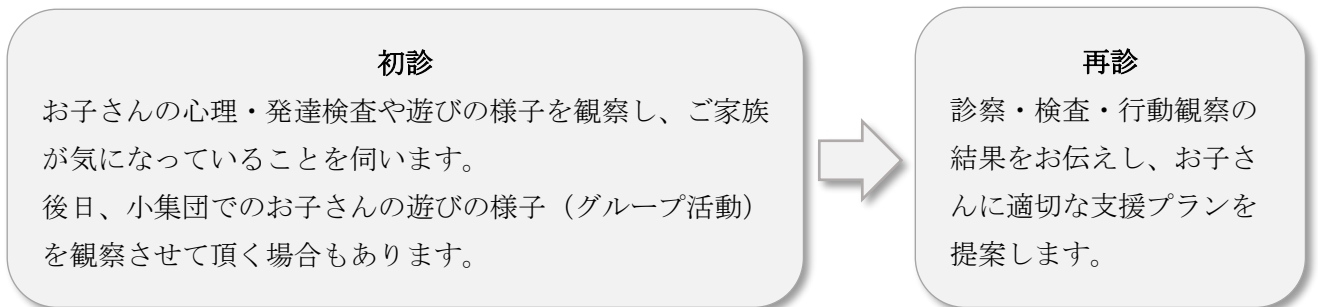 初診
お子さんの心理・発達検査や遊びの様子を観察し、ご家族
が気になっていることを伺います。
後日、小集団でのお子さんの遊びの様子（グループ活動）
を観察させて頂く場合もあります。
再診
診察・検査・行動観察の
結果をお伝えし、お子さ
んに適切な支援プランを
提案します。